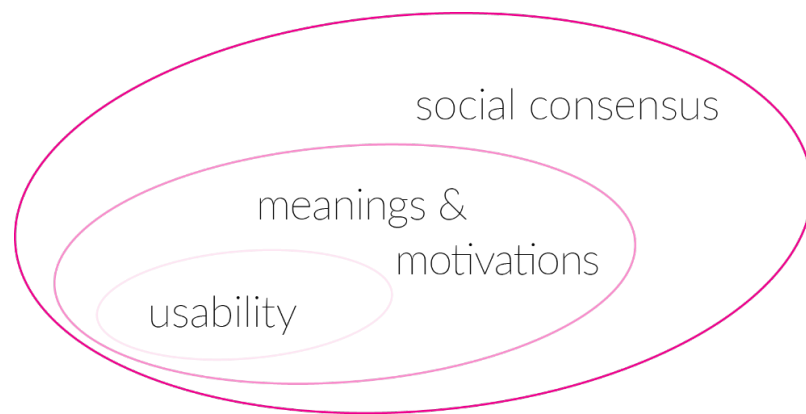 social consensus
meanings &
motivations
usability